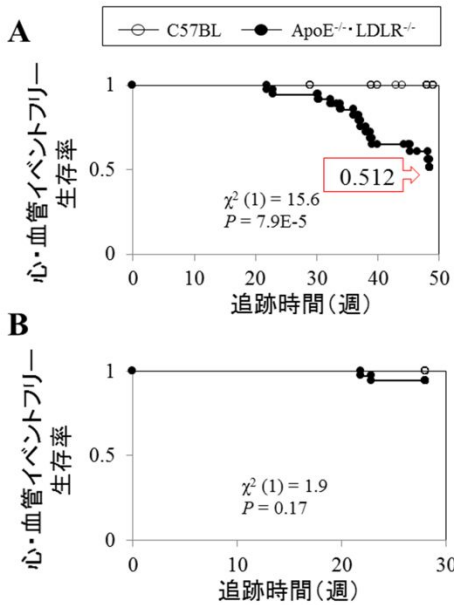 A
C57BL ApoE⁻/⁻・LDLR⁻/⁻
心・血管イベントフリー
生存率
1
0.5
0
0.512
χ² (1) = 15.6
P = 7.9E-5
0 10 20 30 40 50
追跡時間(週)
B
心・血管イベントフリー
生存率
1
0.5
0
χ² (1) = 1.9
P = 0.17
0 10 20 30
追跡時間(週)